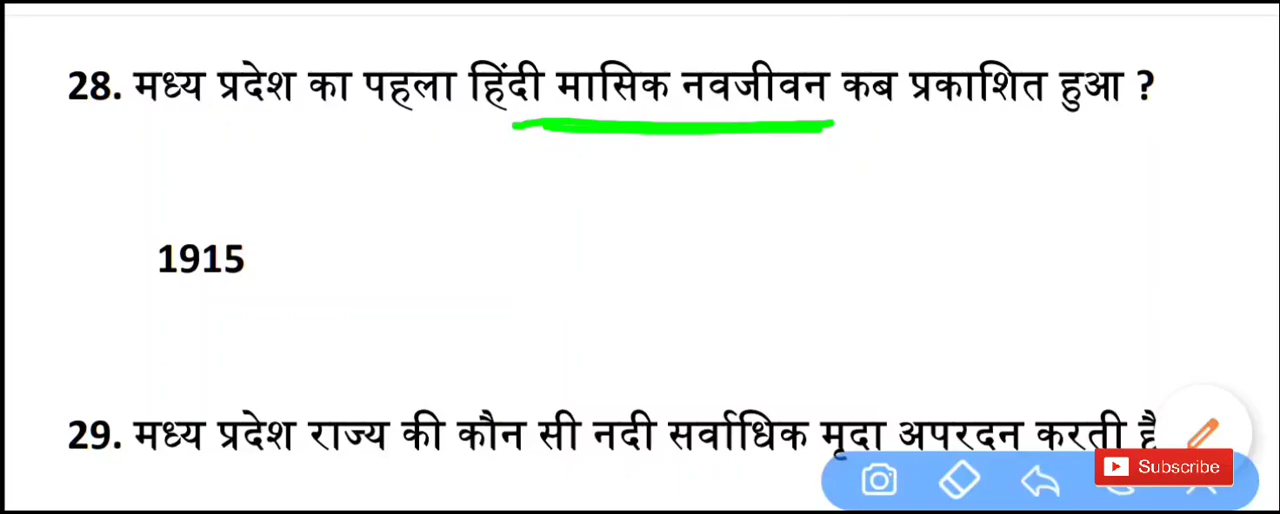 28. मध्य प्रदेश का पहला हिंदी मासिक नवजीवन कब प्रकाशित हुआ ?
1915
29. मध्य प्रदेश राज्य की कौन सी नदी सर्वाधिक मृदा अपरदन करती है
Subscribe